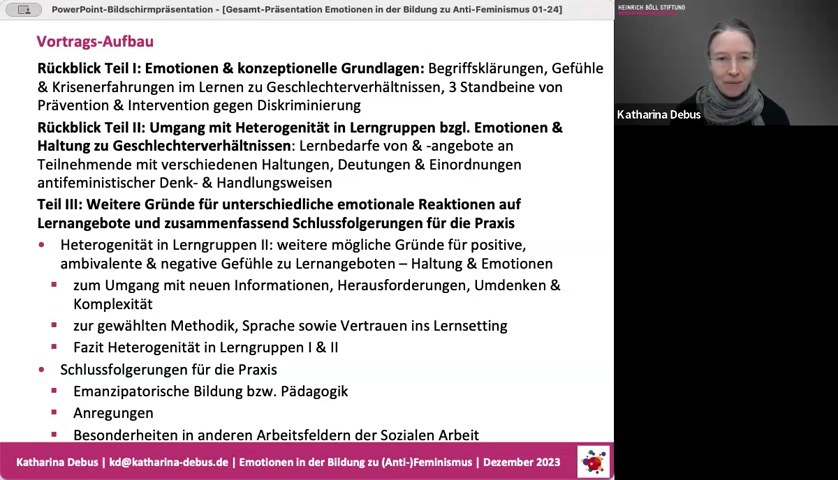 PowerPoint-Bildschirmpräsentation - [Gesamt-Präsentation Emotionen in der Bildung zu Anti-Feminismus 01-24]
HEINRICH BÖLL STIFTUNG
Vortrags-Aufbau
Rückblick Teil I: Emotionen & konzeptionelle Grundlagen: Begriffsklärungen, Gefühle
& Krisenerfahrungen im Lernen zu Geschlechterverhältnissen, 3 Standbeine von
Prävention & Intervention gegen Diskriminierung
Katharina Debus
Rückblick Teil II: Umgang mit Heterogenität in Lerngruppen bzgl. Emotionen &
Haltung zu Geschlechterverhältnissen: Lernbedarfe von & -angebote an
Teilnehmende mit verschiedenen Haltungen, Deutungen & Einordnungen
antifeministischer Denk- & Handlungsweisen
Teil III: Weitere Gründe für unterschiedliche emotionale Reaktionen auf
Lernangebote und zusammenfassend Schlussfolgerungen für die Praxis
• Heterogenität in Lerngruppen II: weitere mögliche Gründe für positive,
ambivalente & negative Gefühle zu Lernangeboten – Haltung & Emotionen
▪ zum Umgang mit neuen Informationen, Herausforderungen, Umdenken &
Komplexität
▪ zur gewählten Methodik, Sprache sowie Vertrauen ins Lernsetting
▪ Fazit Heterogenität in Lerngruppen I & II
• Schlussfolgerungen für die Praxis
▪ Emanzipatorische Bildung bzw. Pädagogik
▪ Anregungen
▪ Besonderheiten in anderen Arbeitsfeldern der Sozialen Arbeit
Katharina Debus | kd@katharina-debus.de | Emotionen in der Bildung zu (Anti-)Feminismus | Dezember 2023